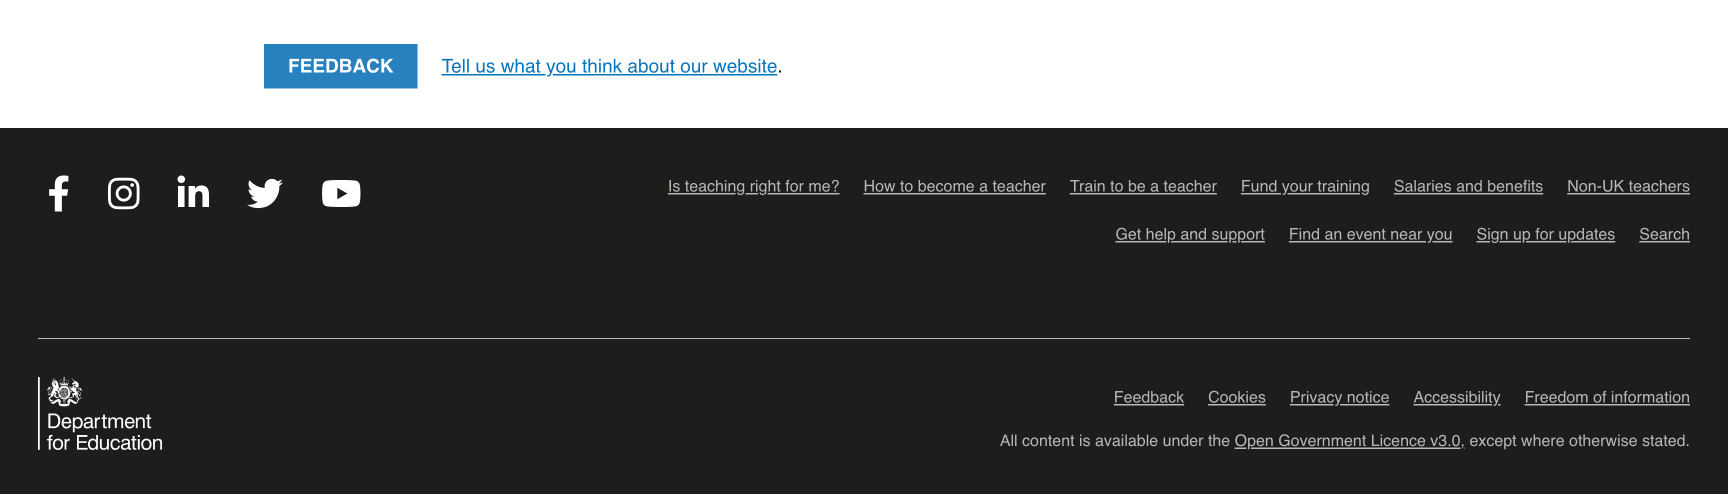 FEEDBACK Tell us what you think about our website.
Is teaching right for me? How to become a teacher Train to be a teacher Fund your training Salaries and benefits Non-UK teachers
Get help and support Find an event near you Sign up for updates Search
Department
for Education
Feedback Cookies Privacy notice Accessibility Freedom of information
All content is available under the Open Government Licence v3.0, except where otherwise stated.